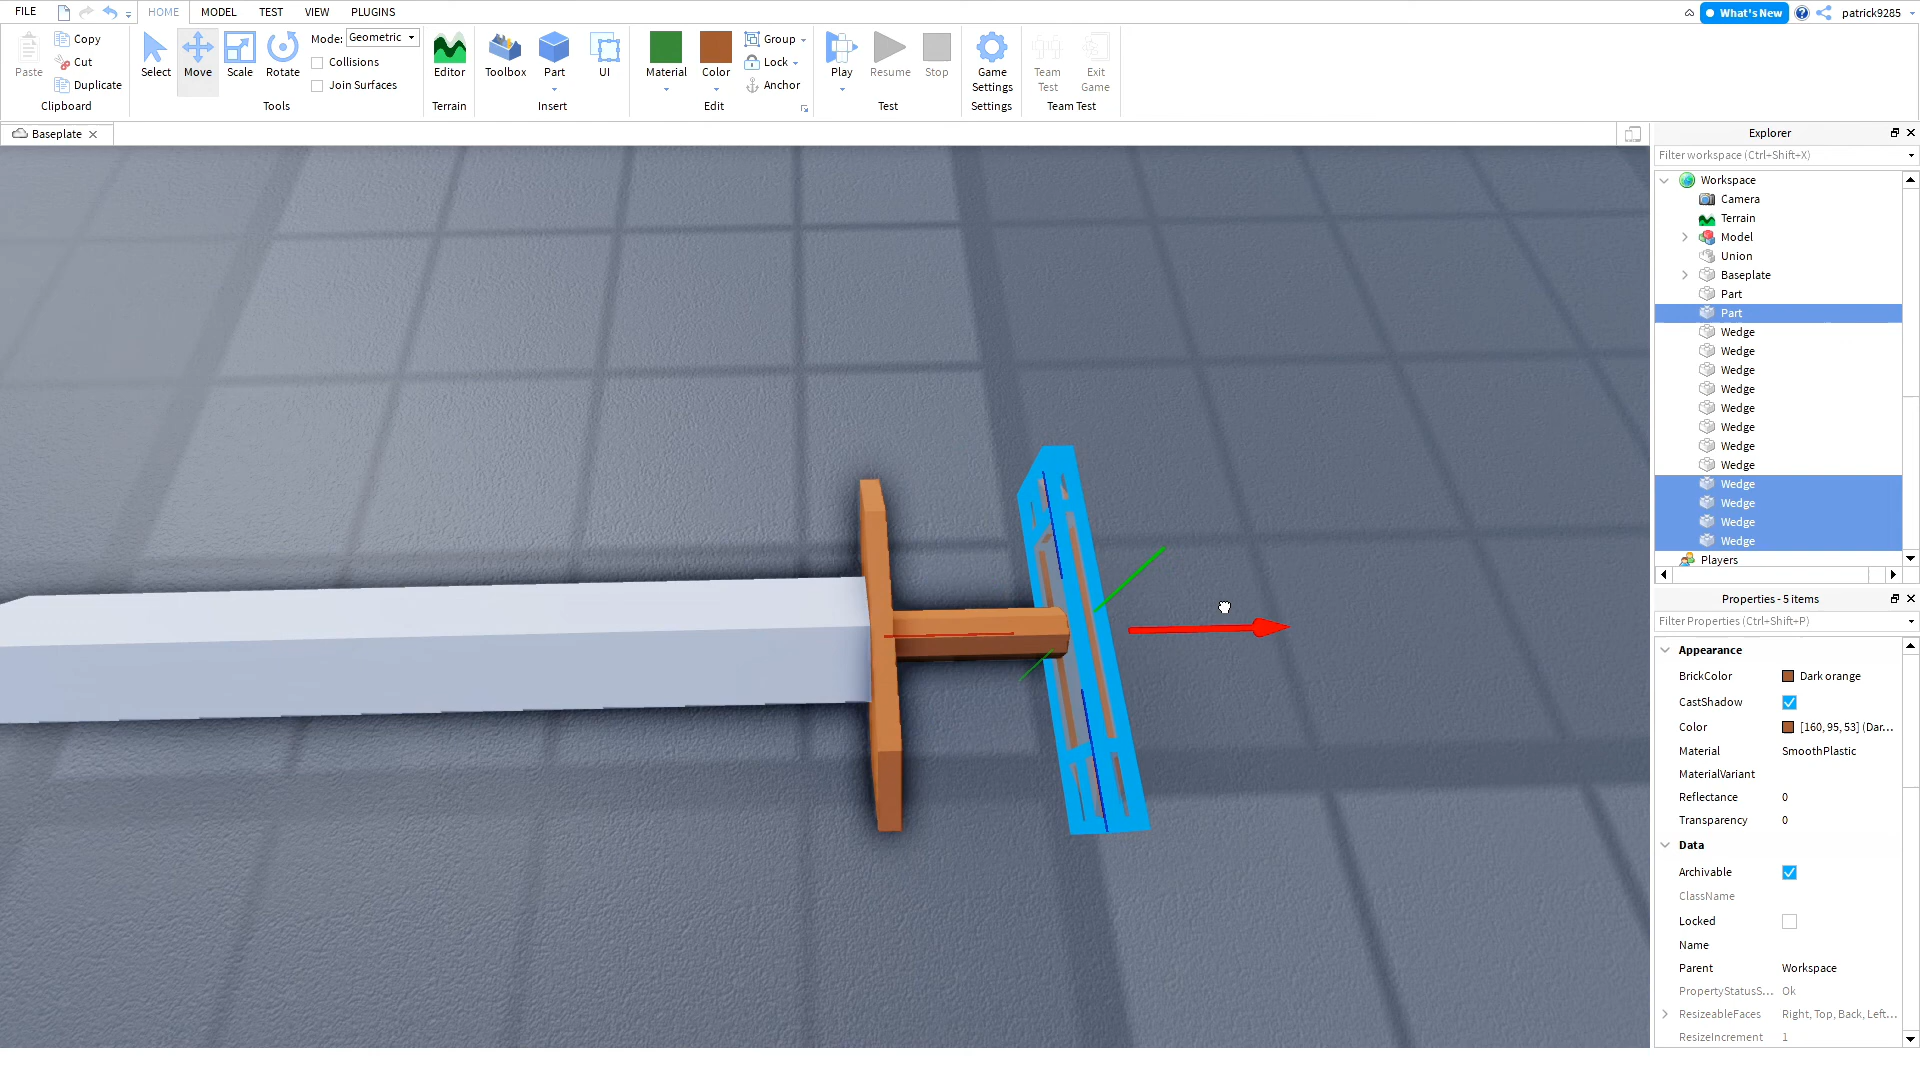 FILE HOME MODEL TEST VIEW PLUGINS What's New patrick9285
Paste Copy Cut Duplicate Clipboard
Select Move Scale Rotate Mode: Geometric Collisions Join Surfaces Tools
Editor Terrain
Toolbox Part UI Insert
Material Color Group Lock Anchor Edit
Play Resume Stop Test
Game Settings Settings
Team Test Exit Game Team Test
Baseplate
Explorer
Filter workspace (Ctrl+Shift+X)
Workspace
Camera
Terrain
Model
Union
Baseplate
Part
Part
Wedge
Wedge
Wedge
Wedge
Wedge
Wedge
Wedge
Wedge
Wedge
Wedge
Wedge
Wedge
Players
Properties - 5 items
Filter Properties (Ctrl+Shift+P)
Appearance
BrickColor Dark orange
CastShadow
Color [160, 95, 53] (Dar...
Material SmoothPlastic
MaterialVariant
Reflectance 0
Transparency 0
Data
Archivable
ClassName
Locked
Name
Parent Workspace
PropertyStatusS... Ok
ResizeableFaces Right, Top, Back, Left...
ResizeIncrement 1